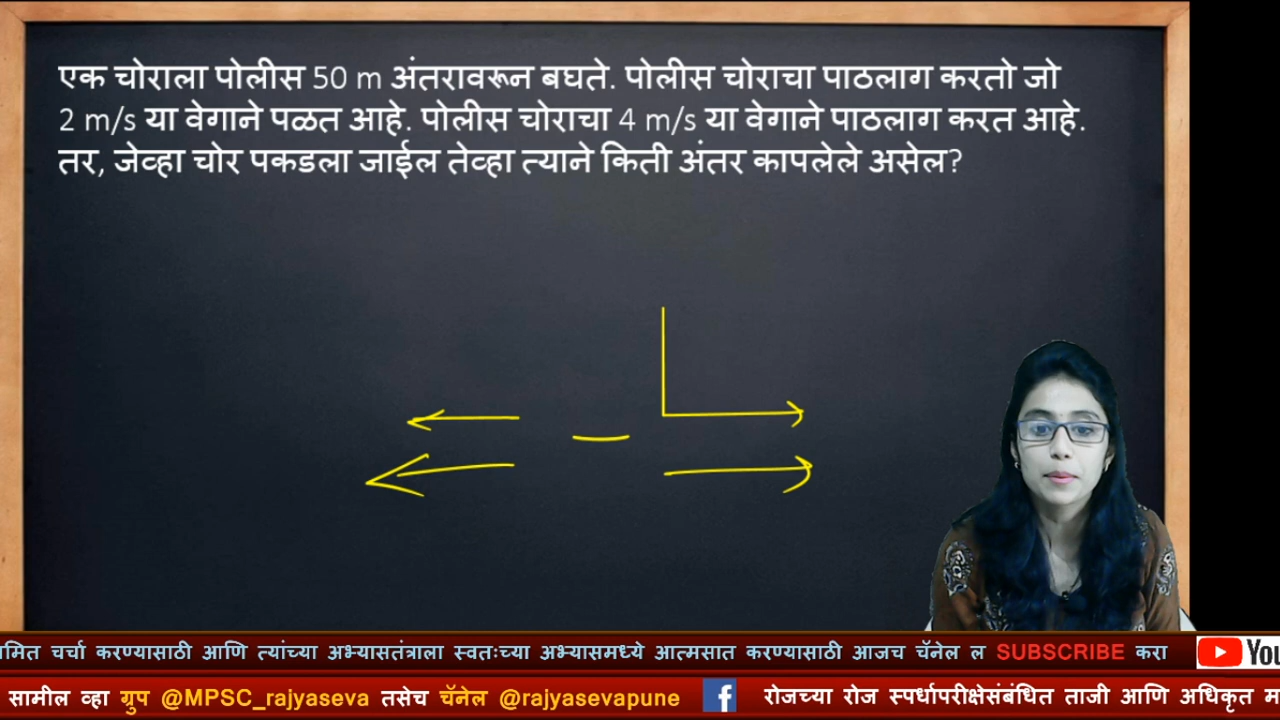 एक चोराला पोलीस 50 m अंतरावरून बघते. पोलीस चोराचा पाठलाग करतो जो
2 m/s या वेगाने पळत आहे. पोलीस चोराचा 4 m/s या वेगाने पाठलाग करत आहे.
तर, जेव्हा चोर पकडला जाईल तेव्हा त्याने किती अंतर कापलेले असेल?
चर्चा करण्यासाठी आणि त्यांच्या अभ्यासतंत्राला स्वतःच्या अभ्यासमध्ये आत्मसात करण्यासाठी आजच चॅनेल ल SUBSCRIBE करा
सामील व्हा ग्रुप @MPSC_rajyaseva तसेच चॅनेल @rajyasevapune f रोजच्या रोज स्पर्धापरीक्षेसंबंधित ताजी आणि अधिकृत